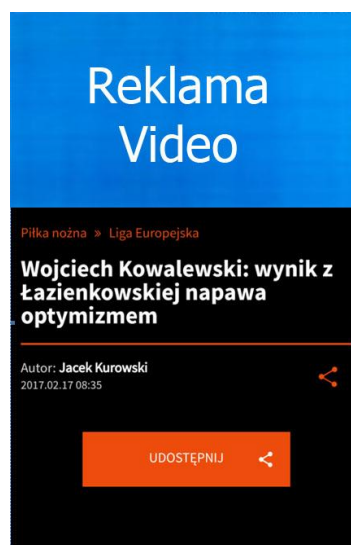 Reklama
Video
Piłka nożna » Liga Europejska
Wojciech Kowalewski: wynik z
Łazienkowskiej napawa
optymizmem
Autor: Jacek Kurowski
2017.02.17 08:35
UDOSTĘPNIJ